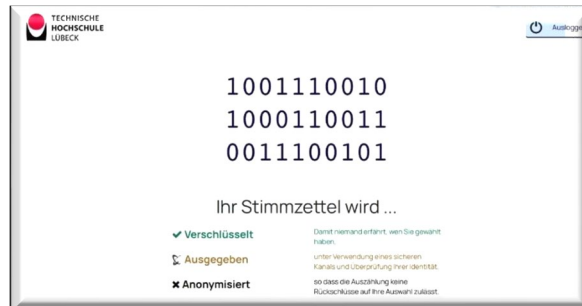 TECHNISCHE
HOCHSCHULE
LÜBECK
Auslogge
1001110010
1000110011
0011100101
Ihr Stimmzettel wird ...
Verschlüsselt
Damit niemand erfährt, wen Sie gewählt
haben.
Ausgegeben
unter Verwendung eines sicheren
Kanals und Überprüfung Ihrer Identität.
Anonymisiert
so dass die Auszählung keine
Rückschlüsse auf Ihre Auswahl zulässt.